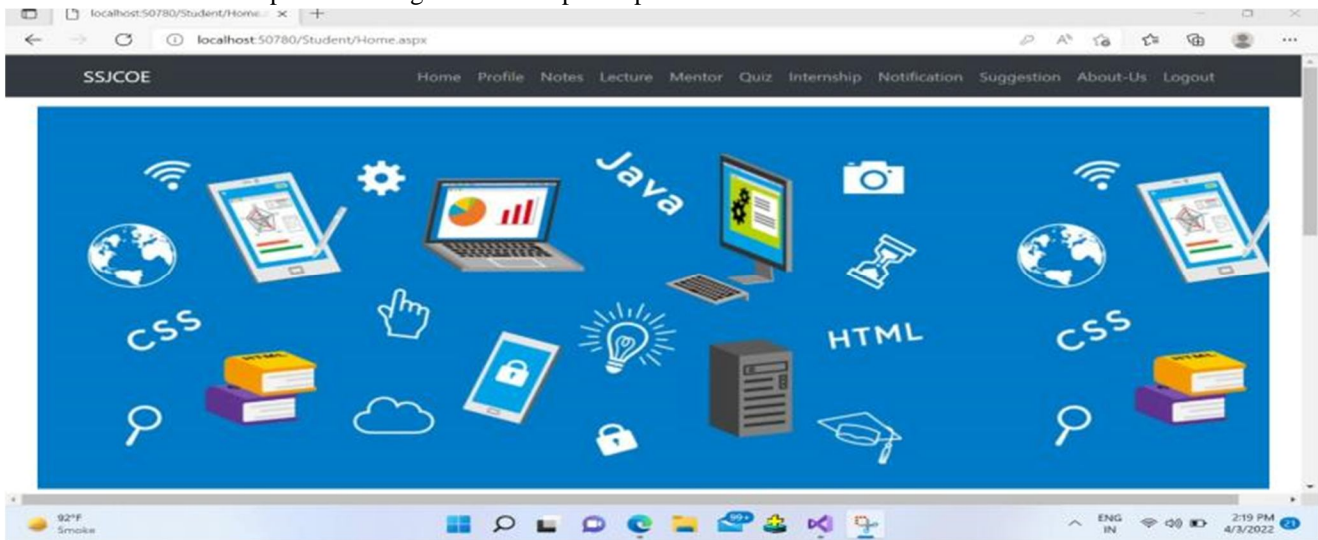 localhost:50780/Student/Home
localhost:50780/Student/Home.aspx
SSJCOE
Home Profile Notes Lecture Mentor Quiz Internship Notification Suggestion About-Us Logout
Java
CSS
HTML
CSS
HTML
HTML
92°F
Smoke
99+
ENG
IN
2:19 PM
4/3/2022
21